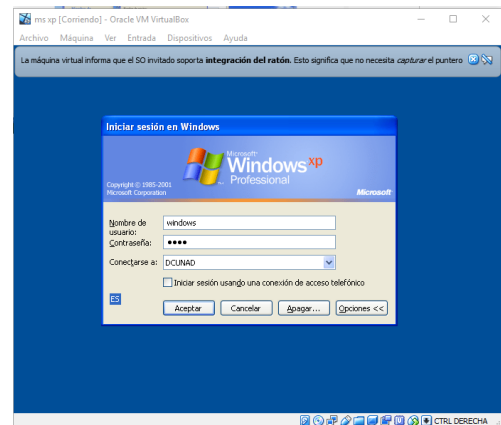 ms xp [Corriendo] - Oracle VM VirtualBox
Archivo Máquina Ver Entrada Dispositivos Ayuda
La máquina virtual informa que el SO invitado soporta integración del ratón. Esto significa que no necesita capturar el puntero
Iniciar sesión en Windows
Microsoft
Windows xp
Professional
Copyright © 1985-2001
Microsoft Corporation
Microsoft
Nombre de usuario:
windows
Contraseña:
••••
Conectarse a:
DCUNAD
Iniciar sesión usando una conexión de acceso telefónico
ES
Aceptar Cancelar Apagar... Opciones <<
CTRL DERECHA